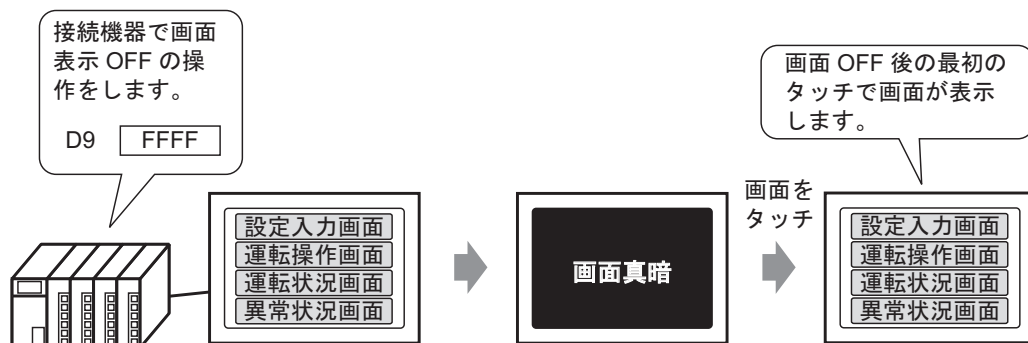 接続機器で画面
表示 OFF の操
作をします。
D9 FFFF
画面 OFF 後の最初の
タッチで画面が表示
します。
設定入力画面
運転操作画面
運転状況画面
異常状況画面
画面真暗
画面を
タッチ
設定入力画面
運転操作画面
運転状況画面
異常状況画面